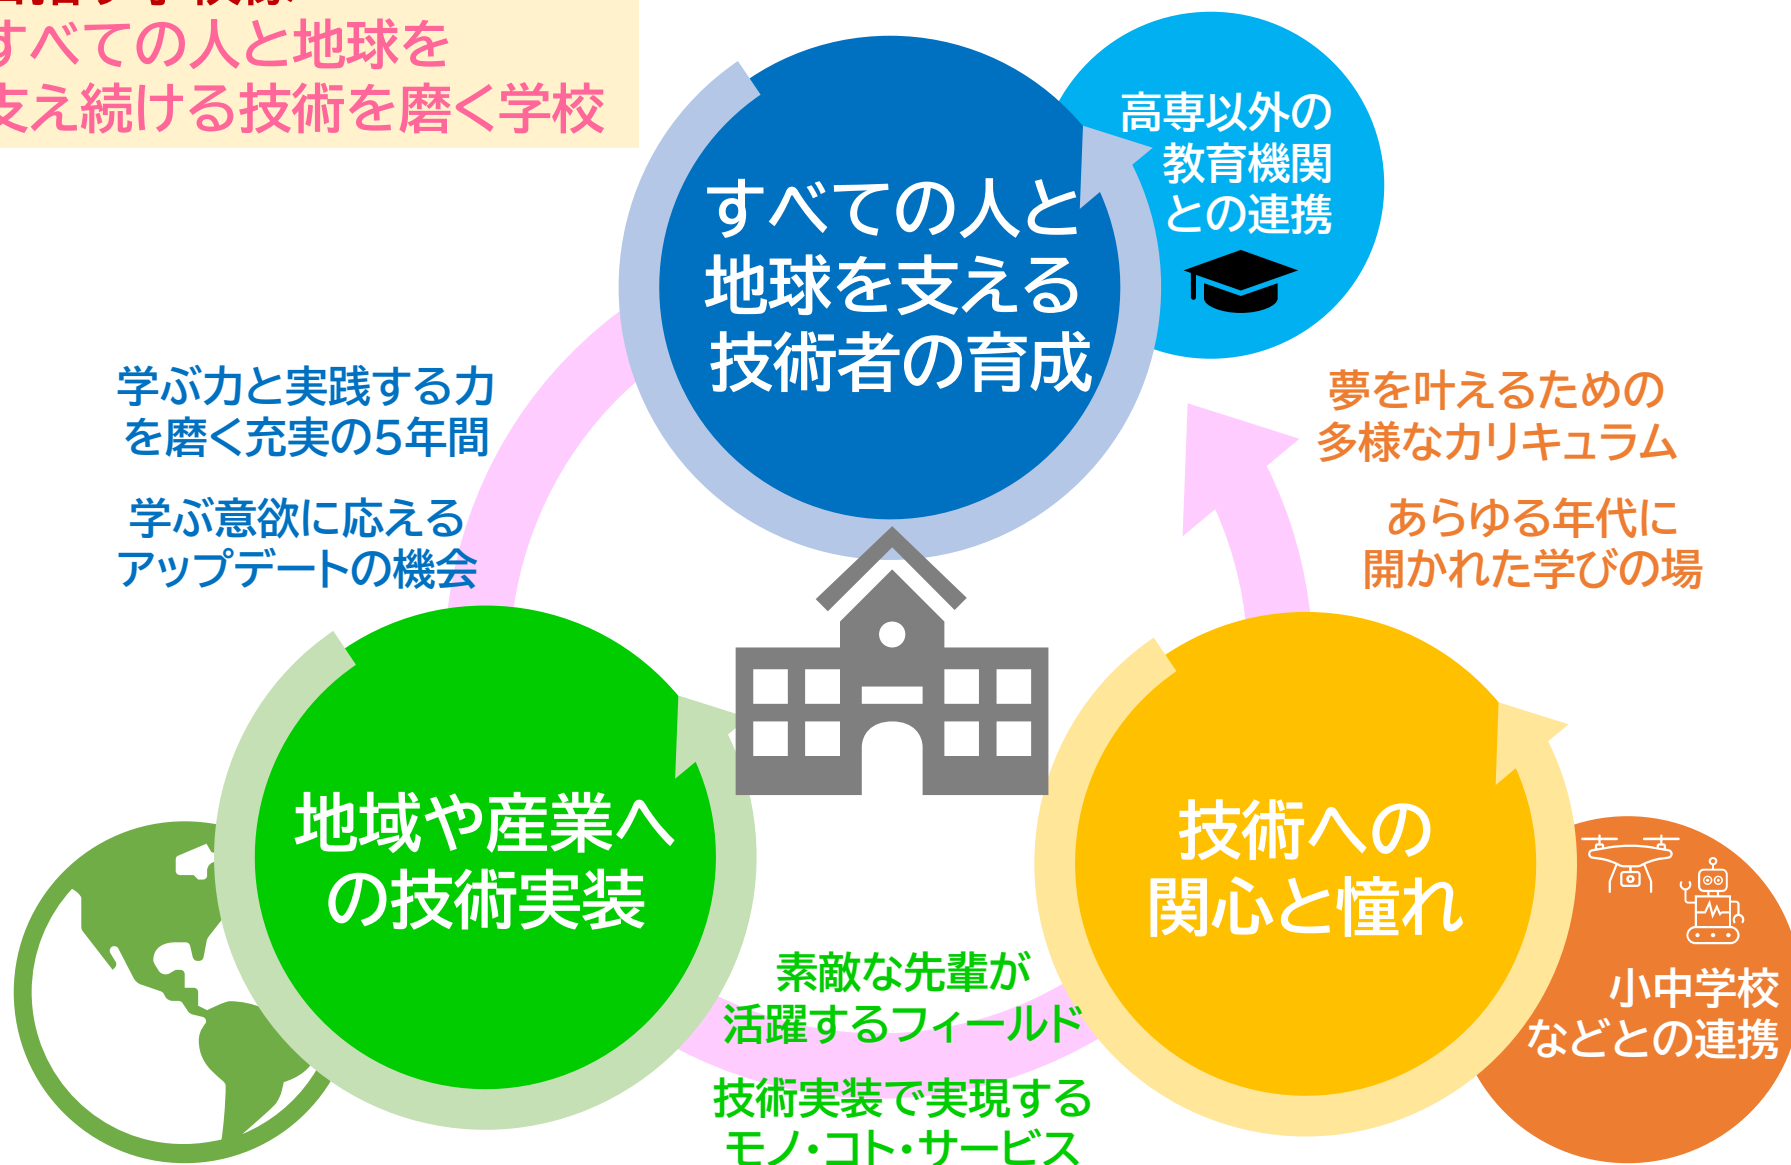 すべての人と地球を
支え続ける技術を磨く学校
高専以外の
教育機関
との連携
すべての人と
地球を支える
技術者の育成
学ぶ力と実践する力
を磨く充実の5年間
学ぶ意欲に応える
アップデートの機会
夢を叶えるための
多様なカリキュラム
あらゆる年代に
開かれた学びの場
地域や産業へ
の技術実装
技術への
関心と憧れ
素敵な先輩が
活躍するフィールド
技術実装で実現する
モノ・コト・サービス
小中学校
などとの連携